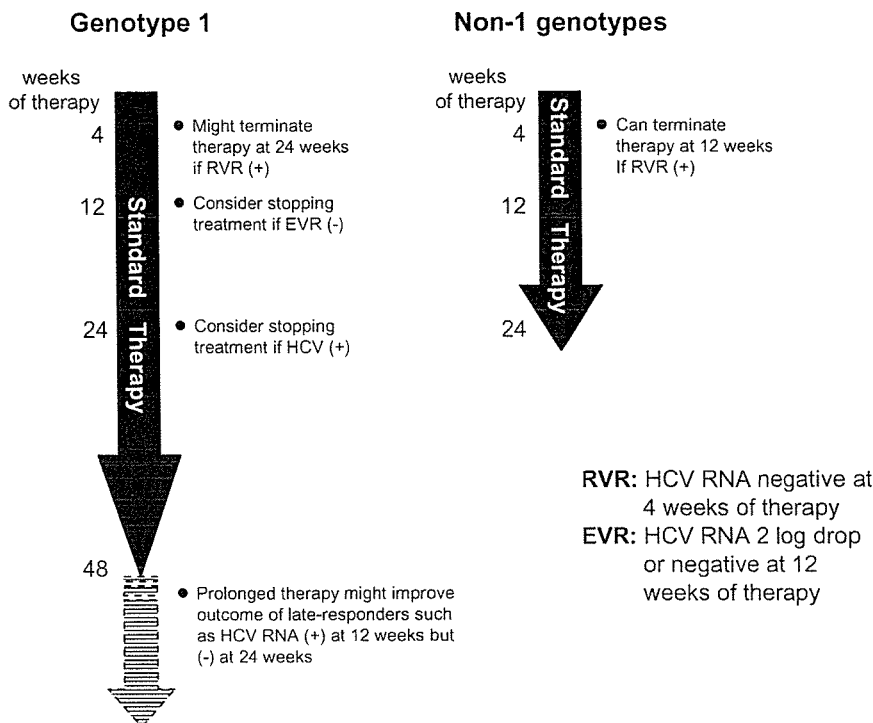 Genotype 1
weeks
of therapy
4
12
24
48
Standard Therapy
● Might terminate
therapy at 24 weeks
if RVR (+)
● Consider stopping
treatment if EVR (-)
● Consider stopping
treatment if HCV (+)
● Prolonged therapy might improve
outcome of late-responders such
as HCV RNA (+) at 12 weeks but
(-) at 24 weeks
Non-1 genotypes
weeks
of therapy
4
12
24
Standard Therapy
● Can terminate
therapy at 12 weeks
If RVR (+)
RVR: HCV RNA negative at
4 weeks of therapy
EVR: HCV RNA 2 log drop
or negative at 12
weeks of therapy